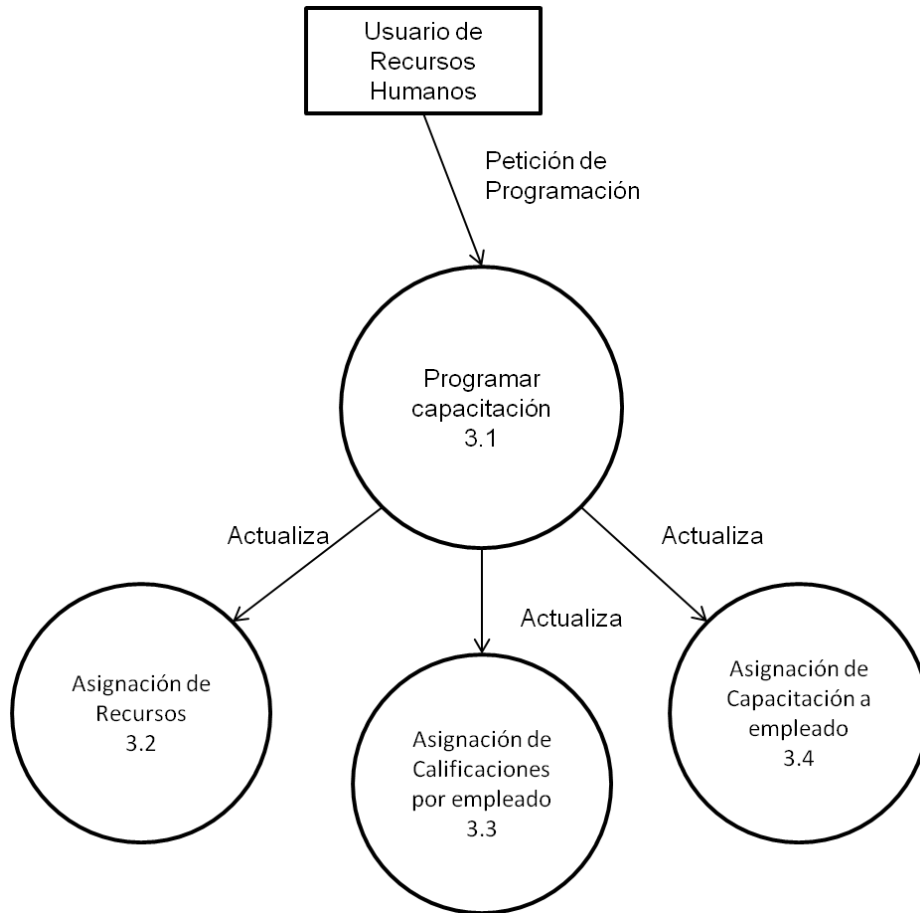 Usuario de
Recursos
Humanos
Petición de
Programación
Programar
capacitación
3.1
Actualiza
Actualiza
Actualiza
Asignación de
Recursos
3.2
Asignación de
Calificaciones
por empleado
3.3
Asignación de
Capacitación a
empleado
3.4